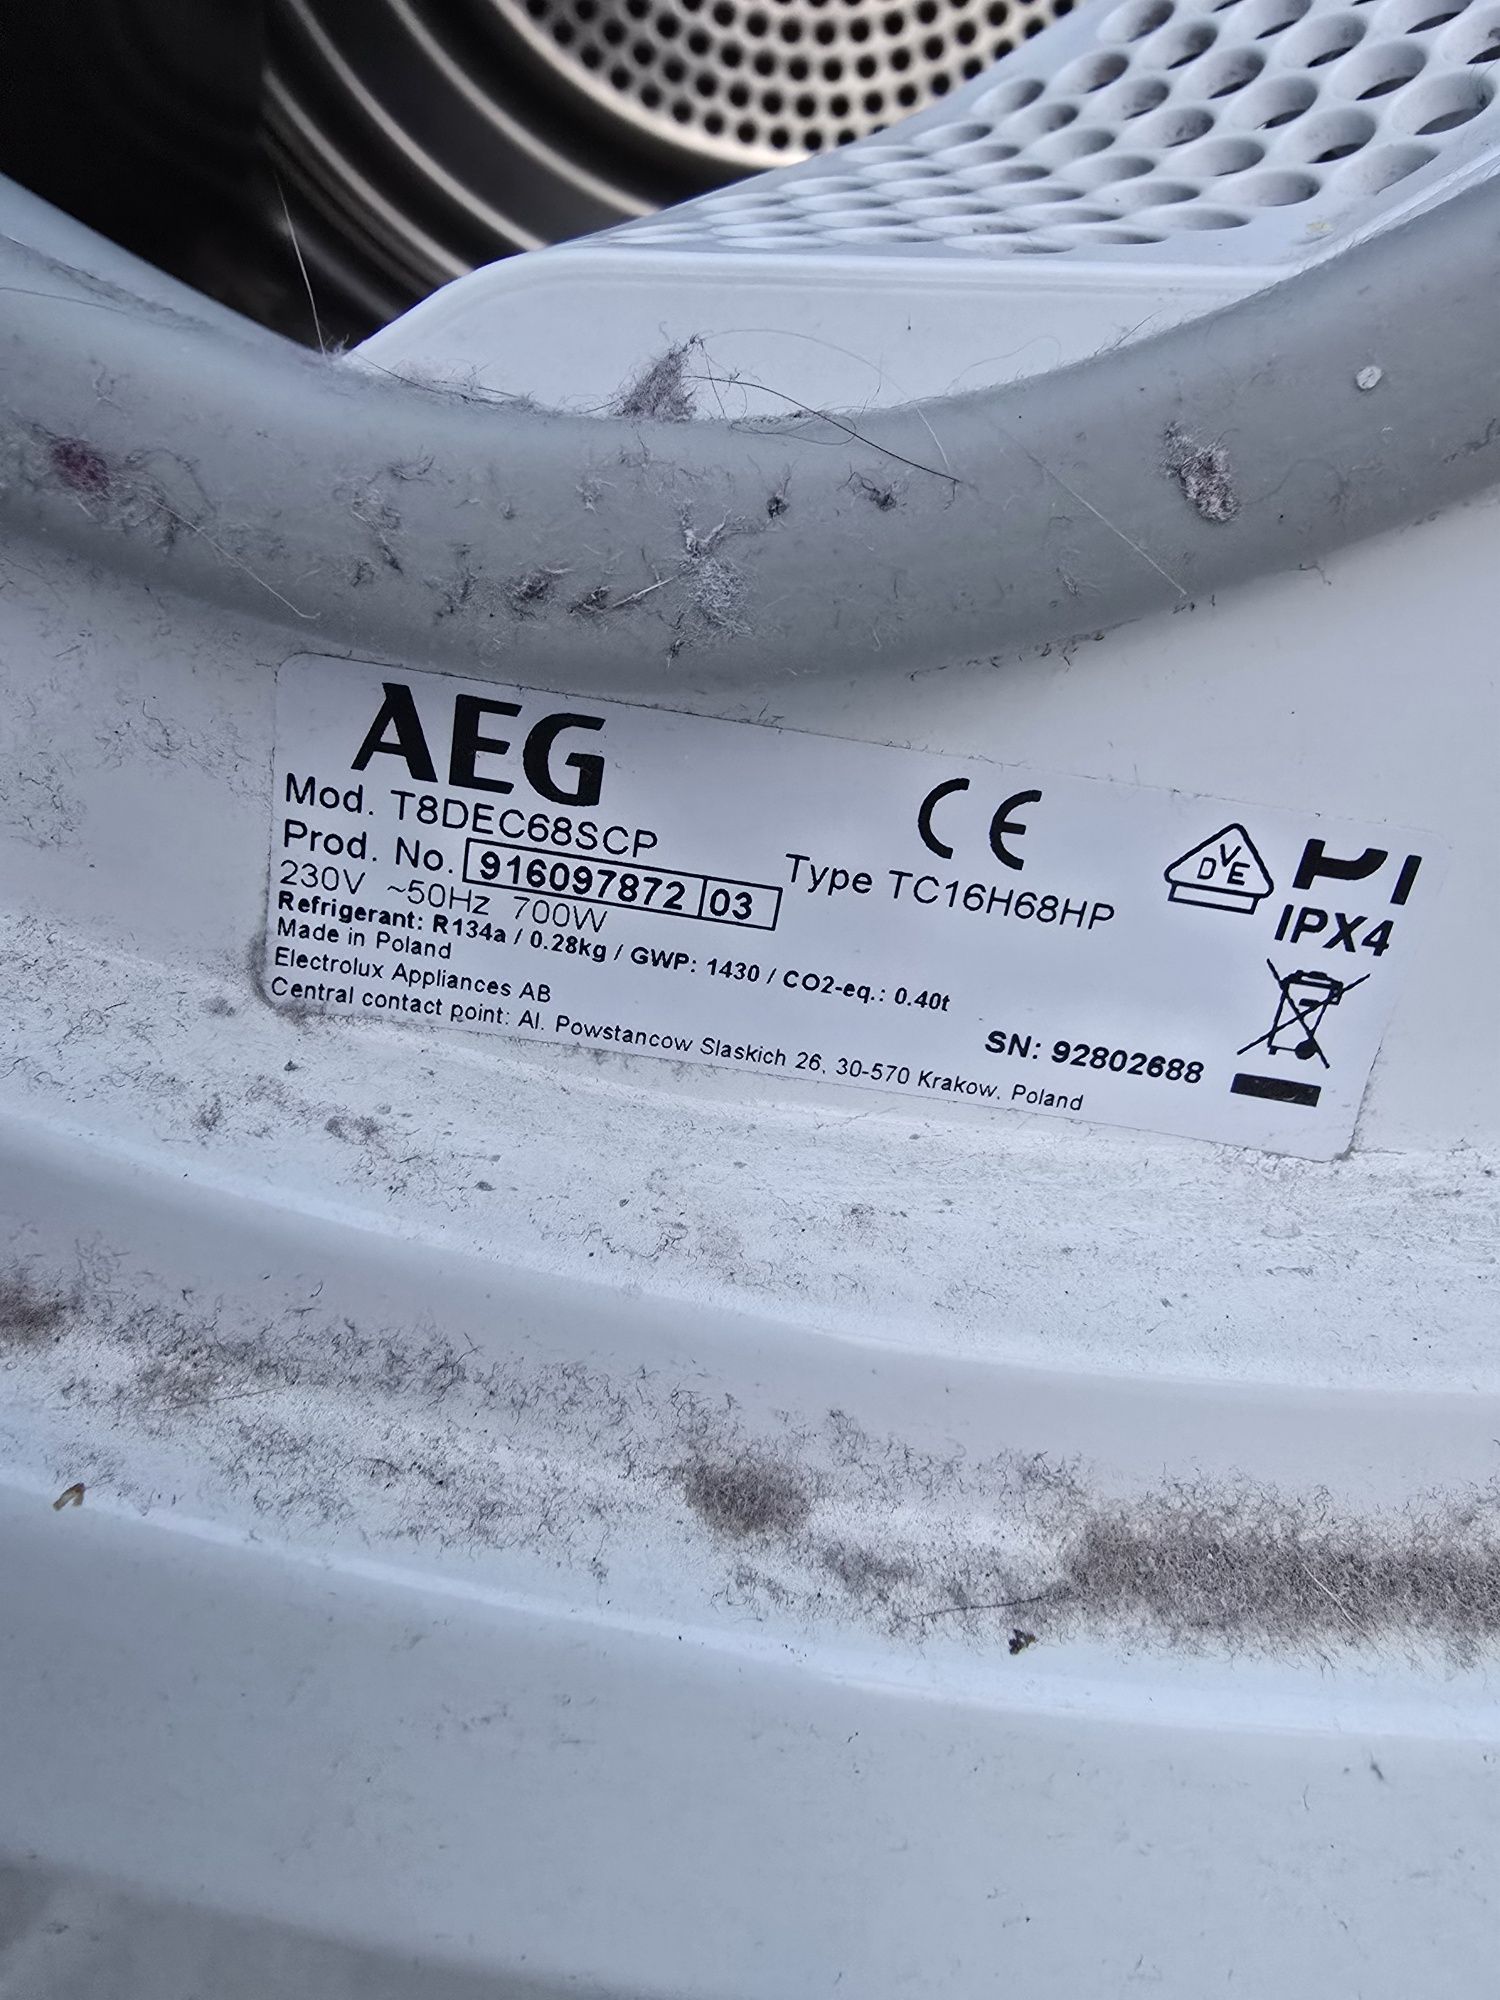 AEG
Mod. T8DEC68SCP
Prod. No. 916097872 03
Type TC16H68HP
DVE
IPX4
230V ~50Hz 700W
Refrigerant: R134a / 0.28kg / GWP: 1430 / CO2-eq.: 0.40t
Made in Poland
Electrolux Appliances AB
SN: 92802688
Central contact point: Al. Powstancow Slaskich 26, 30-570 Krakow, Poland